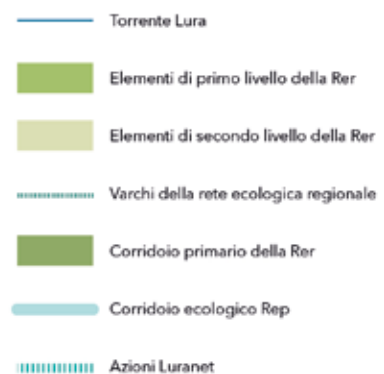 Torrente Lura
Elementi di primo livello della Rer
Elementi di secondo livello della Rer
Varchi della rete ecologica regionale
Corridoio primario della Rer
Corridoio ecologico Rep
Azioni Luranet